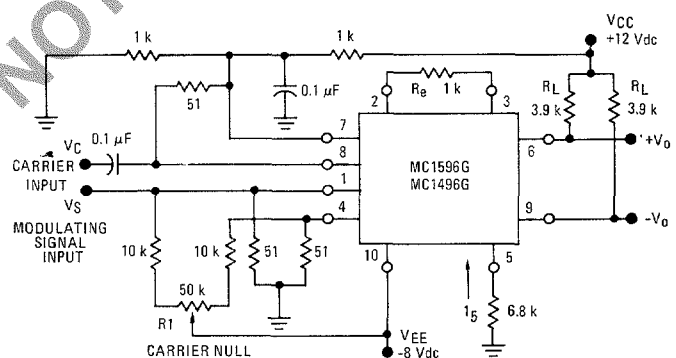 NOT
1 k
1 k
VCC
+12 Vdc
51
0.1 µF
Re
1 k
RL
3.9 k
RL
3.9 k
2
3
VC
0.1 µF
CARRIER
INPUT
7
8
MC1596G
MC1496G
6
+Vo
VS
1
MODULATING
SIGNAL
INPUT
4
9
-Vo
10 k
10 k
51
51
10
5
50 k
R1
I5
6.8 k
CARRIER NULL
VEE
-8 Vdc